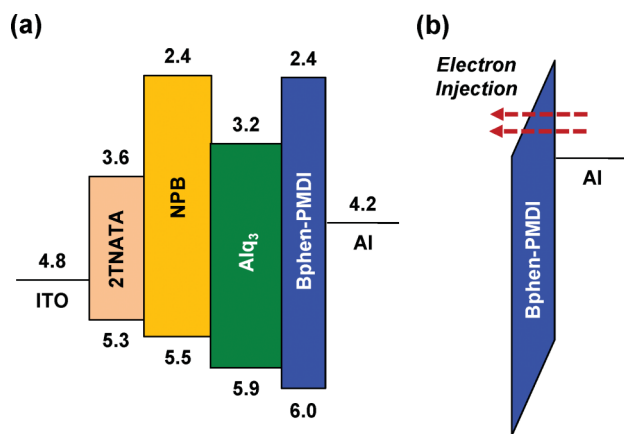 (a)
2.4
2.4
3.2
3.6
4.2
4.8
ITO
2TNATA
NPB
Alq3
Bphen-PMDI
Al
5.3
5.5
5.9
6.0
(b)
Electron
Injection
Al
Bphen-PMDI